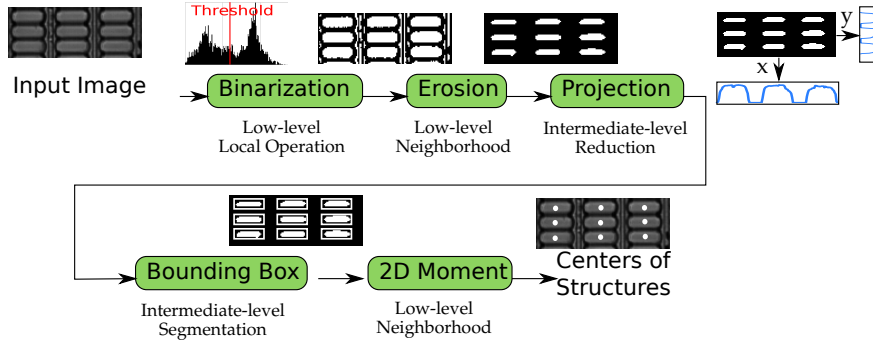 Threshold
y
x
Input Image
Binarization
Erosion
Projection
Low-level
Local Operation
Low-level
Neighborhood
Intermediate-level
Reduction
Bounding Box
2D Moment
Centers of
Structures
Intermediate-level
Segmentation
Low-level
Neighborhood